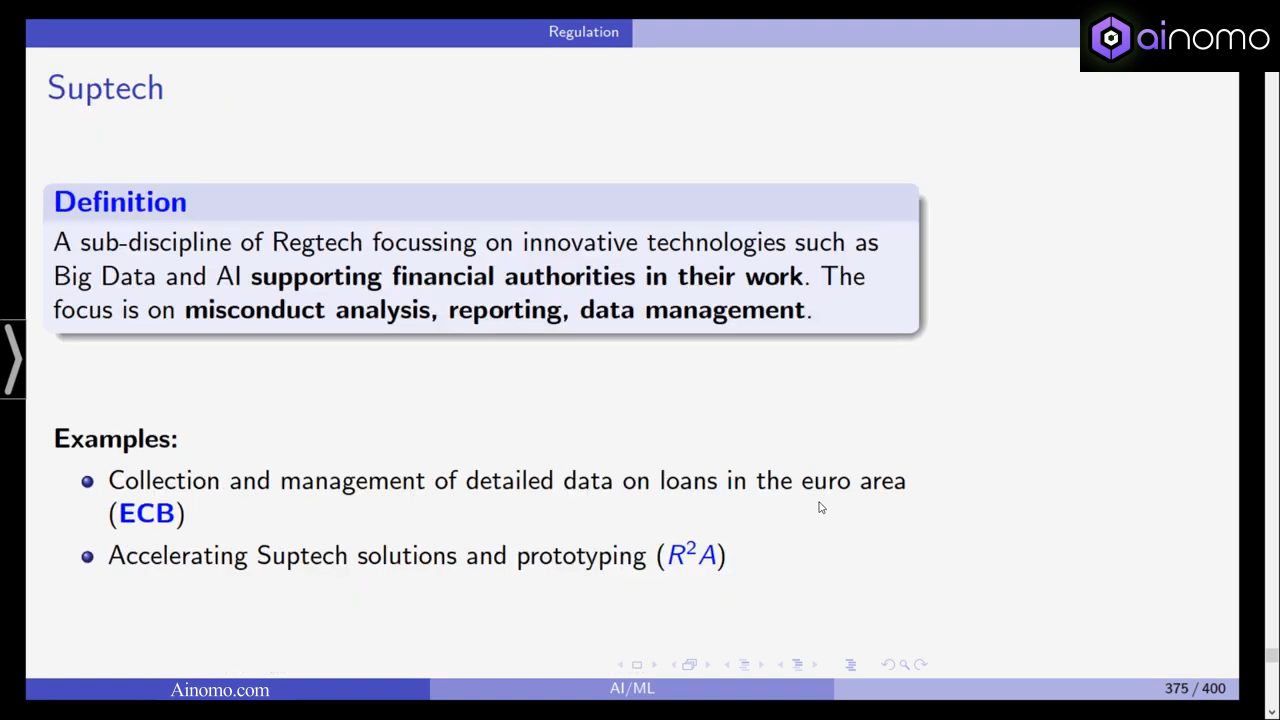 Regulation
ainomo
Suptech
Definition
A sub-discipline of Regtech focussing on innovative technologies such as
Big Data and AI supporting financial authorities in their work. The
focus is on misconduct analysis, reporting, data management.
Examples:
Collection and management of detailed data on loans in the euro area
(ECB)
Accelerating Suptech solutions and prototyping (R²A)
Ainomo.com
AI/ML
375 / 400